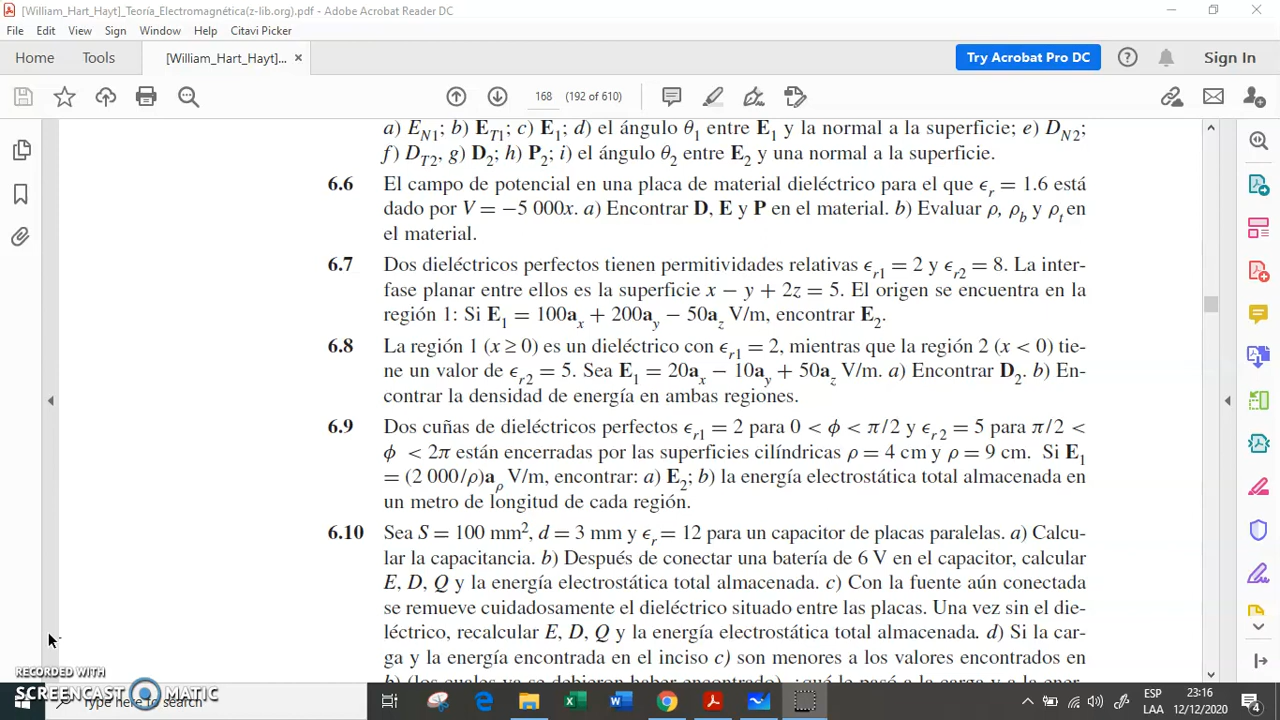 [William_Hart_Hayt]_Teoría_Electromagnética(z-lib.org).pdf - Adobe Acrobat Reader DC
File Edit View Sign Window Help Citavi Picker
Home Tools [William_Hart_Hayt]... × Try Acrobat Pro DC Sign In
168 (192 of 610)
a) E_N1; b) E_T1; c) E_1; d) el ángulo θ_1 entre E_1 y la normal a la superficie; e) D_N2;
f) D_T2, g) D_2; h) P_2; i) el ángulo θ_2 entre E_2 y una normal a la superficie.
6.6 El campo de potencial en una placa de material dieléctrico para el que ϵ_r = 1.6 está
dado por V = −5 000x. a) Encontrar D, E y P en el material. b) Evaluar ρ, ρ_b y ρ_t en
el material.
6.7 Dos dieléctricos perfectos tienen permitividades relativas ϵ_r1 = 2 y ϵ_r2 = 8. La inter-
fase planar entre ellos es la superficie x − y + 2z = 5. El origen se encuentra en la
región 1: Si E_1 = 100a_x + 200a_y − 50a_z V/m, encontrar E_2.
6.8 La región 1 (x ≥ 0) es un dieléctrico con ϵ_r1 = 2, mientras que la región 2 (x < 0) tie-
ne un valor de ϵ_r2 = 5. Sea E_1 = 20a_x − 10a_y + 50a_z V/m. a) Encontrar D_2. b) En-
contrar la densidad de energía en ambas regiones.
6.9 Dos cuñas de dieléctricos perfectos ϵ_r1 = 2 para 0 < ϕ < π/2 y ϵ_r2 = 5 para π/2 <
ϕ < 2π están encerradas por las superficies cilíndricas ρ = 4 cm y ρ = 9 cm. Si E_1
= (2 000/ρ)a_ρ V/m, encontrar: a) E_2; b) la energía electrostática total almacenada en
un metro de longitud de cada región.
6.10 Sea S = 100 mm², d = 3 mm y ϵ_r = 12 para un capacitor de placas paralelas. a) Calcu-
lar la capacitancia. b) Después de conectar una batería de 6 V en el capacitor, calcular
E, D, Q y la energía electrostática total almacenada. c) Con la fuente aún conectada
se remueve cuidadosamente el dieléctrico situado entre las placas. Una vez sin el die-
léctrico, recalcular E, D, Q y la energía electrostática total almacenada. d) Si la car-
ga y la energía encontrada en el inciso c) son menores a los valores encontrados en
b) (los cuales ya se debieron haber encontrado), ¿qué le pasó a la carga y a la ener-
RECORDED WITH
SCREENCAST MATIC
Type here to search
ESP 23:16
LAA 12/12/2020
4